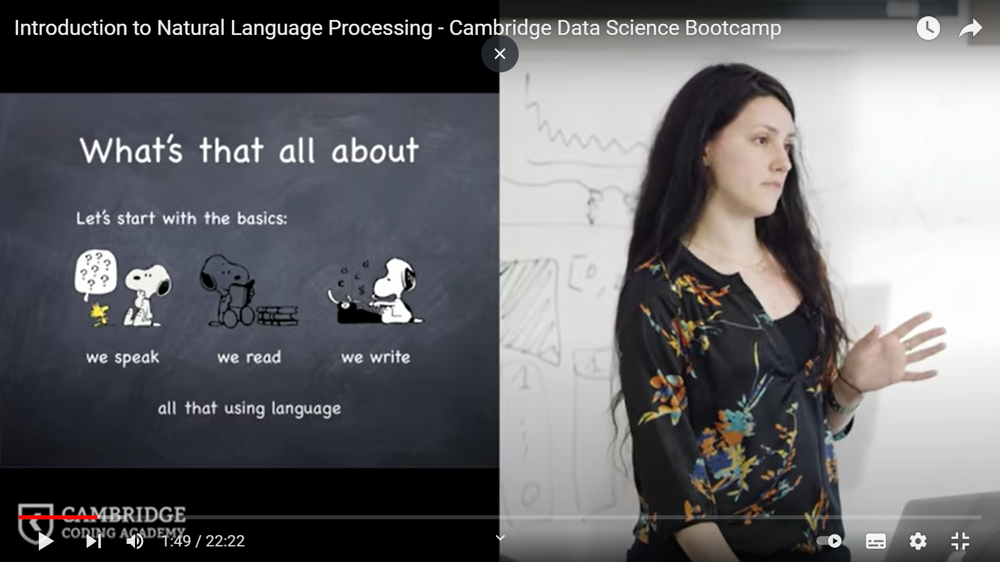 Introduction to Natural Language Processing - Cambridge Data Science Bootcamp
What's that all about
Let's start with the basics:
? ? ? ? ? ? ?
a c d e g
we speak we read we write
all that using language
CAMBRIDGE
CODING ACADEMY
1:49 / 22:22